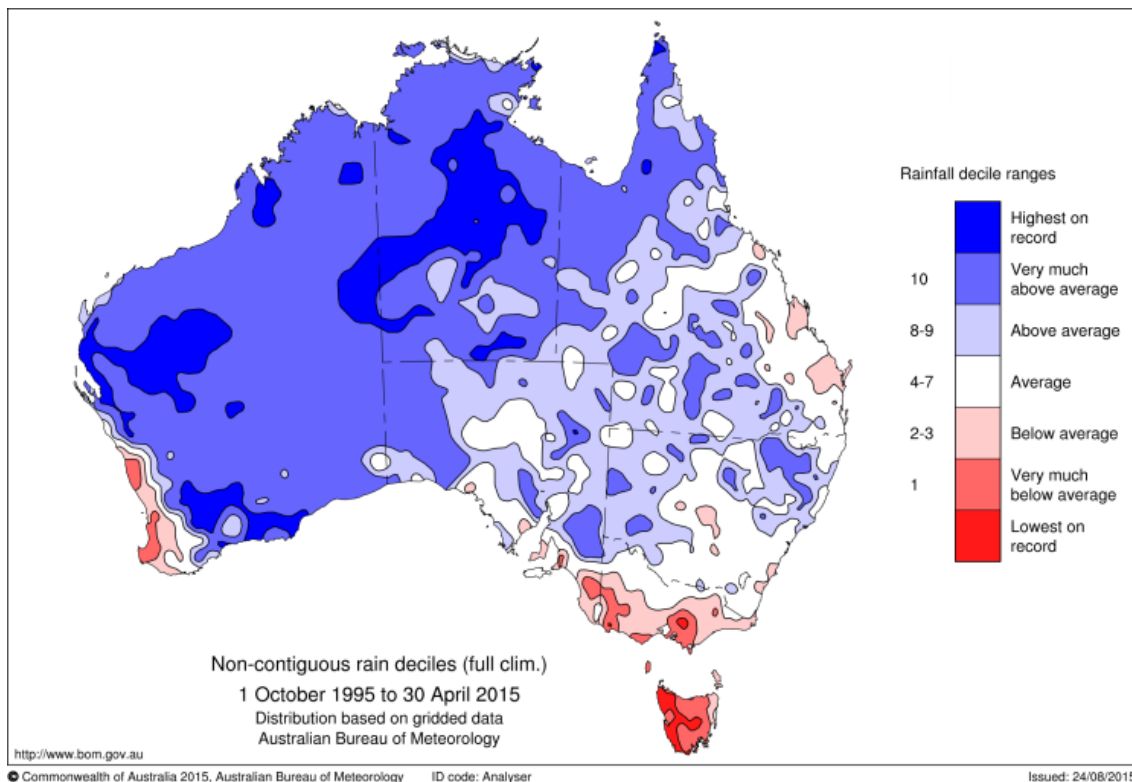 Rainfall decile ranges
Highest on
record
10
Very much
above average
8-9
Above average
4-7
Average
2-3
Below average
1
Very much
below average
Lowest on
record
Non-contiguous rain deciles (full clim.)
1 October 1995 to 30 April 2015
Distribution based on gridded data
Australian Bureau of Meteorology
http://www.bom.gov.au
© Commonwealth of Australia 2015, Australian Bureau of Meteorology ID code: Analyser Issued: 24/08/2015